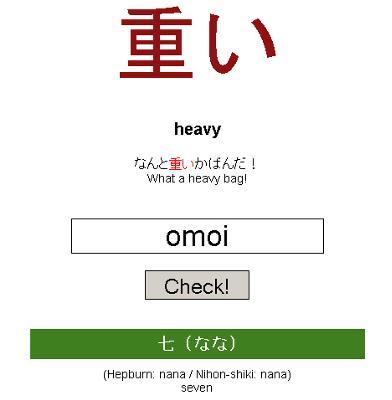 重い
heavy
なんと重いかばんだ！
What a heavy bag!
omoi
Check!
七（なな）
(Hepburn: nana / Nihon-shiki: nana)
seven